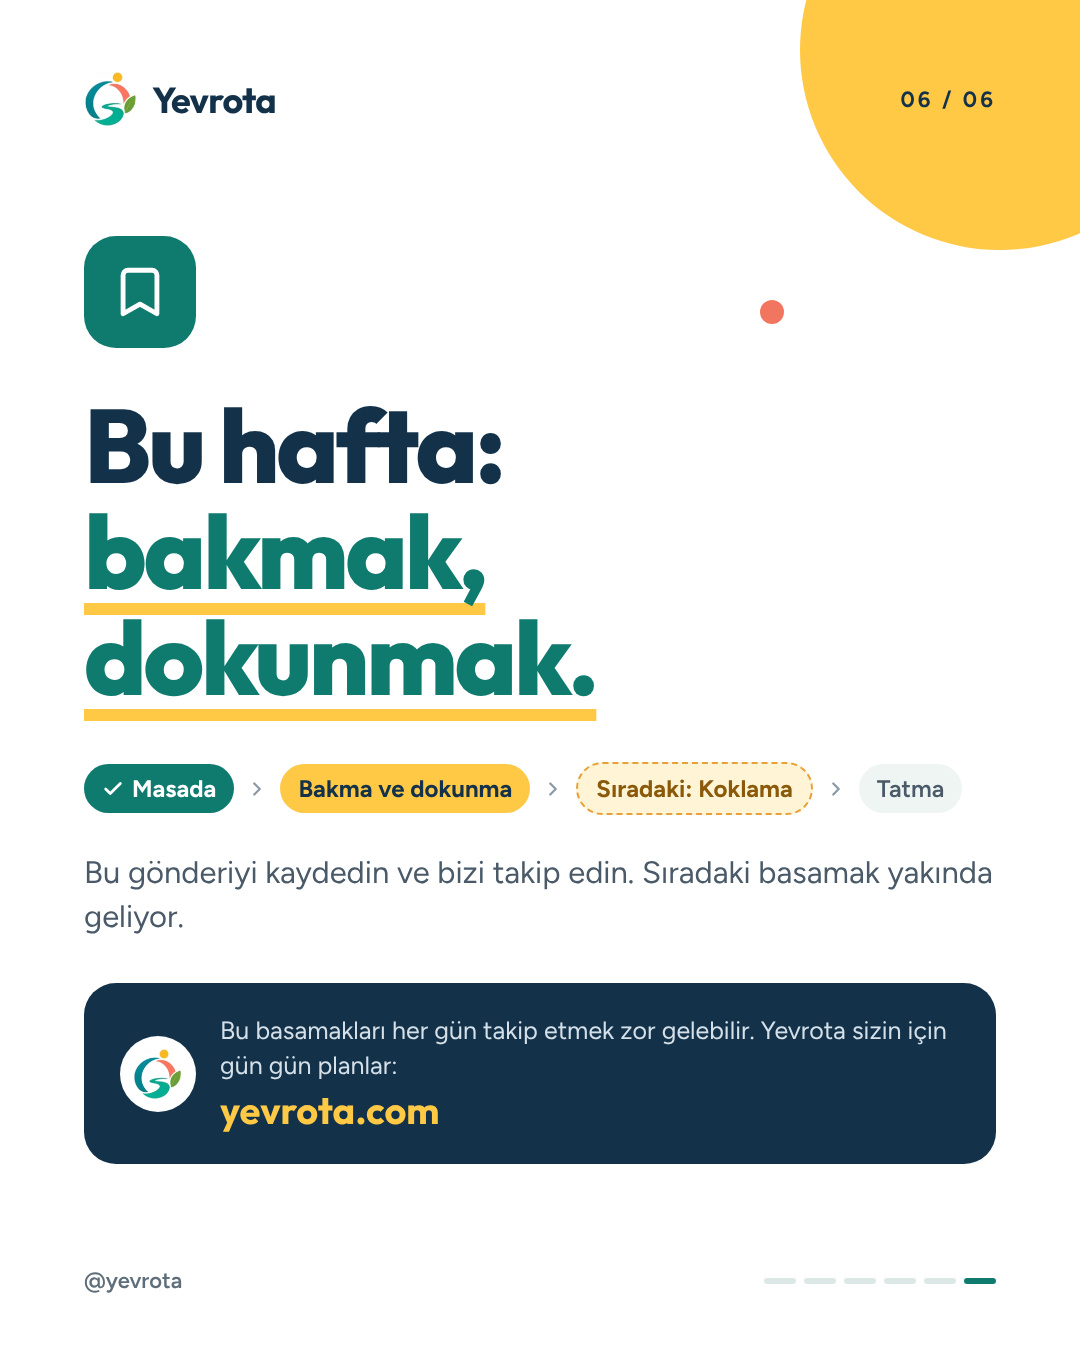 Yevrota
06 / 06
Bu hafta:
bakmak,
dokunmak.
Masada
Bakma ve dokunma
Sıradaki: Koklama
Tatma
Bu gönderiyi kaydedin ve bizi takip edin. Sıradaki basamak yakında
geliyor.
Bu basamakları her gün takip etmek zor gelebilir. Yevrota sizin için
gün gün planlar:
yevrota.com
@yevrota